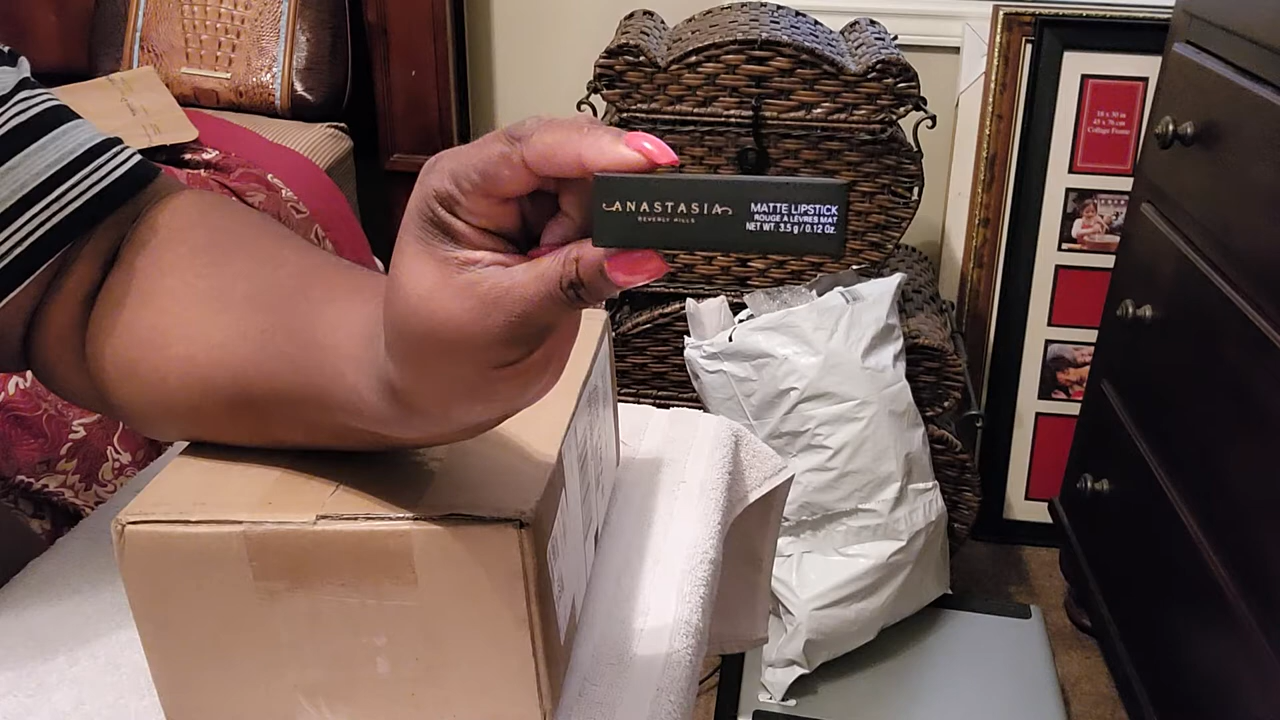 ANASTASIA
BEVERLY HILLS
MATTE LIPSTICK
ROUGE À LÈVRES MAT
NET WT. 3.5 g / 0.12 Oz.
18 x 30 in
45 x 76 cm
Collage Frame